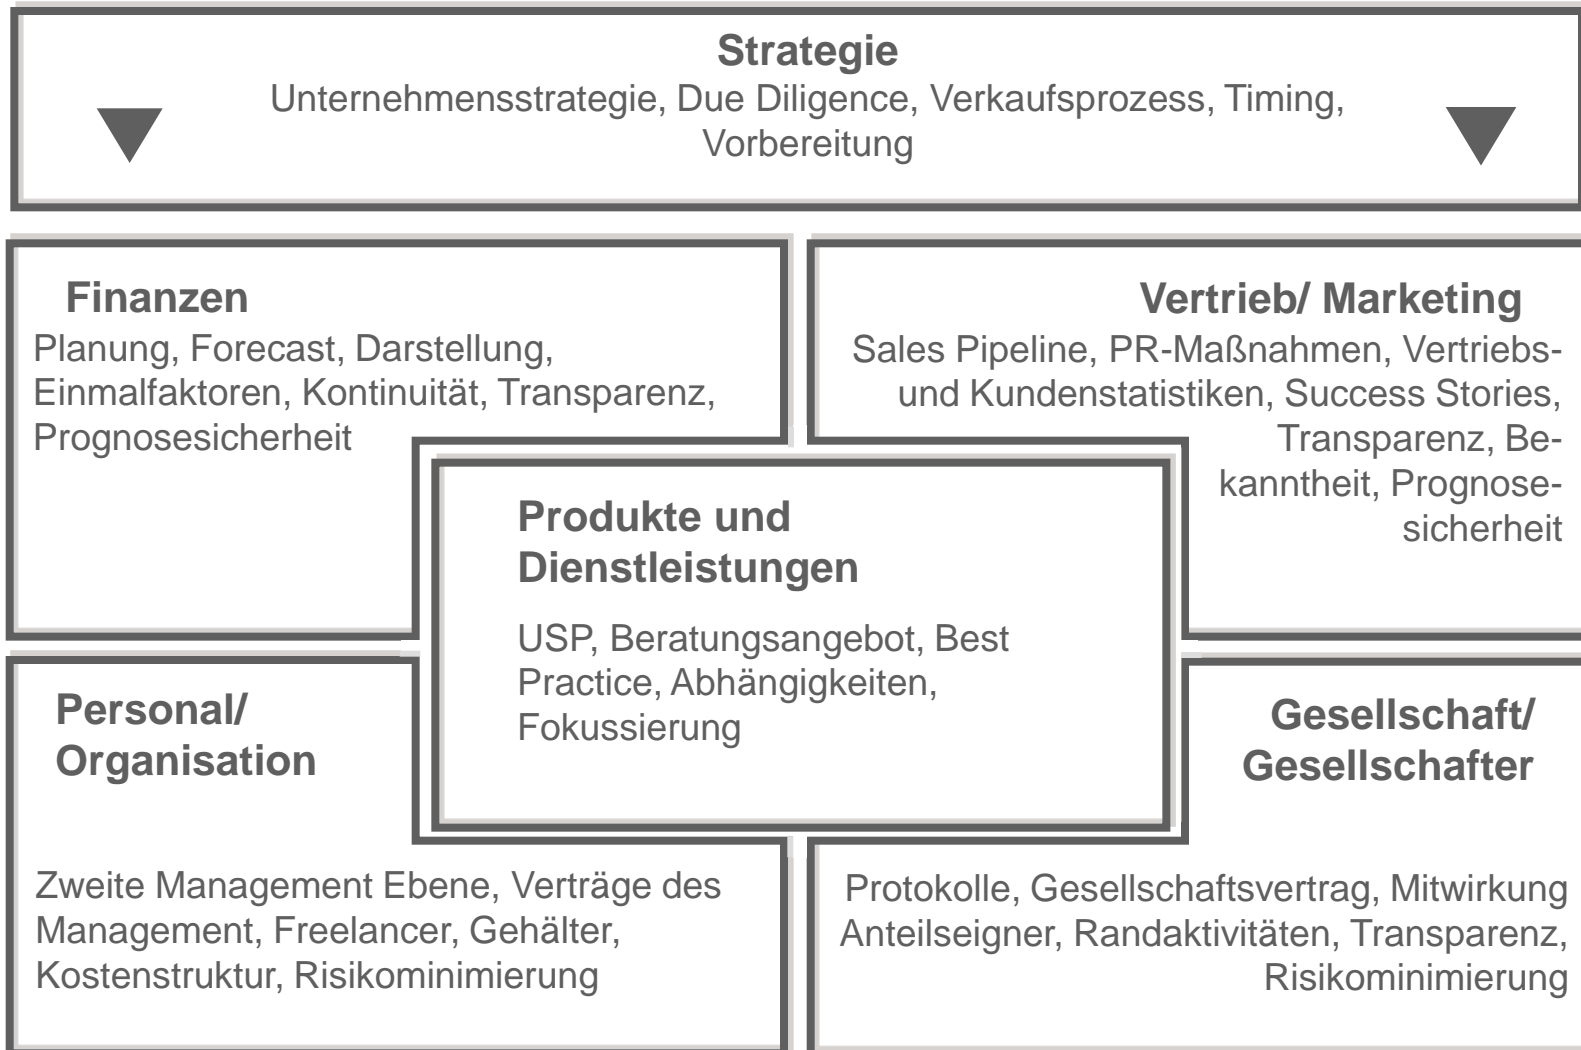 Strategie
Unternehmensstrategie, Due Diligence, Verkaufsprozess, Timing,
Vorbereitung
Finanzen
Planung, Forecast, Darstellung,
Einmalfaktoren, Kontinuität, Transparenz,
Prognosesicherheit
Vertrieb/ Marketing
Sales Pipeline, PR-Maßnahmen, Vertriebs-
und Kundenstatistiken, Success Stories,
Transparenz, Be-
kanntheit, Prognose-
sicherheit
Produkte und
Dienstleistungen
USP, Beratungsangebot, Best
Practice, Abhängigkeiten,
Fokussierung
Personal/
Organisation
Zweite Management Ebene, Verträge des
Management, Freelancer, Gehälter,
Kostenstruktur, Risikominimierung
Gesellschaft/
Gesellschafter
Protokolle, Gesellschaftsvertrag, Mitwirkung
Anteilseigner, Randaktivitäten, Transparenz,
Risikominimierung